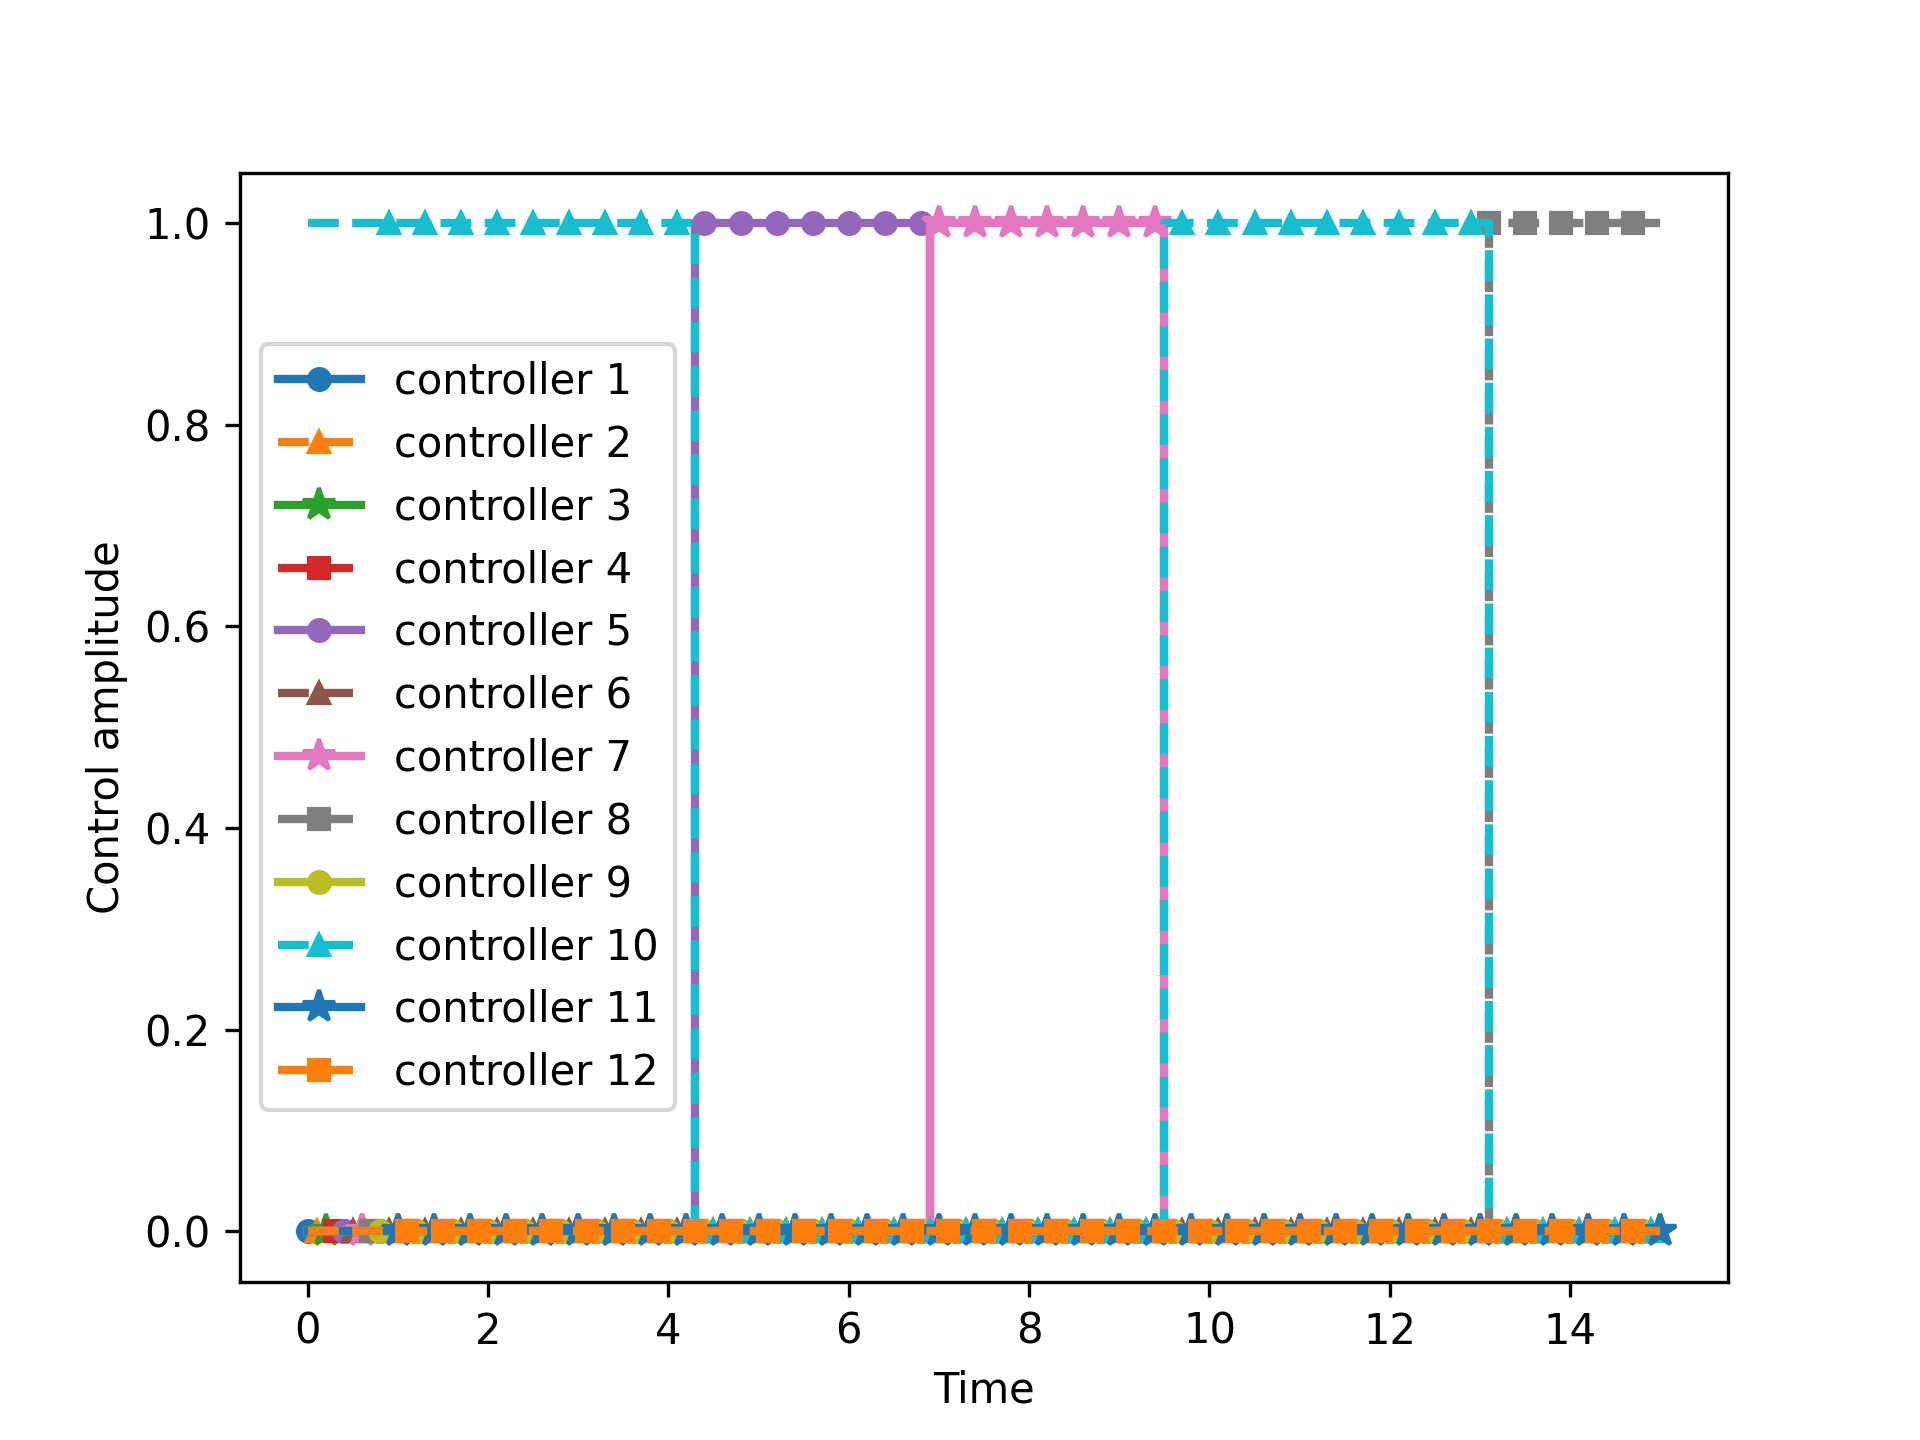 1.0
0.8
0.6
0.4
0.2
0.0
Control amplitude
controller 1
controller 2
controller 3
controller 4
controller 5
controller 6
controller 7
controller 8
controller 9
controller 10
controller 11
controller 12
0 2 4 6 8 10 12 14
Time